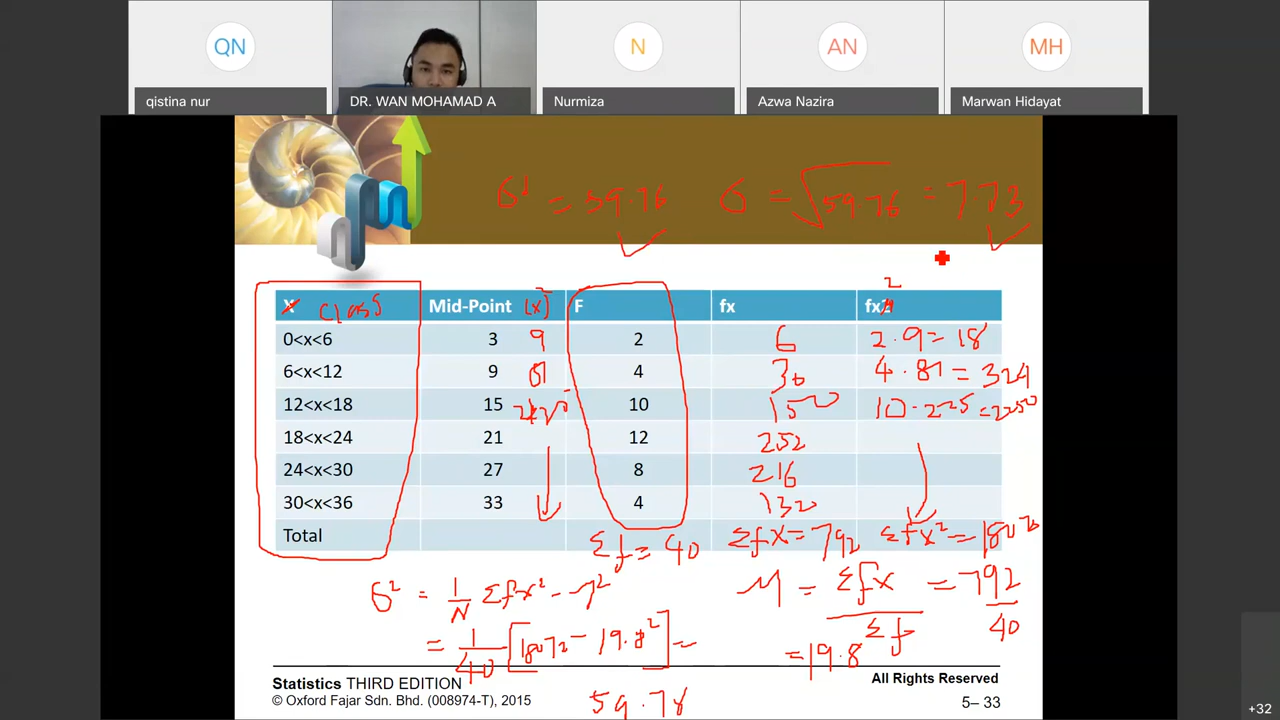 QN
N
AN
MH
qistina nur
DR. WAN MOHAMAD A
Nurmiza
Azwa Nazira
Marwan Hidayat
σ² = 59.76 σ = √59.76 = 7.73
X Class Mid-Point (x)² F fx fx2 2
0<x<6 3 9 2 6 2.9=18
6<x<12 9 81 4 36 4.81=324
12<x<18 15 225 10 150 10.225=2250
18<x<24 21 12 252
24<x<30 27 8 216
30<x<36 33 4 132
Total Σf = 40 Σfx = 792 Σfx² = 18072
σ² = 1/N Σfx² - μ² μ = Σfx/Σf = 792/40
= 1/40 [18072 - 19.8²] = = 19.8
59.76
Statistics THIRD EDITION All Rights Reserved
© Oxford Fajar Sdn. Bhd. (008974-T), 2015 5– 33
+32